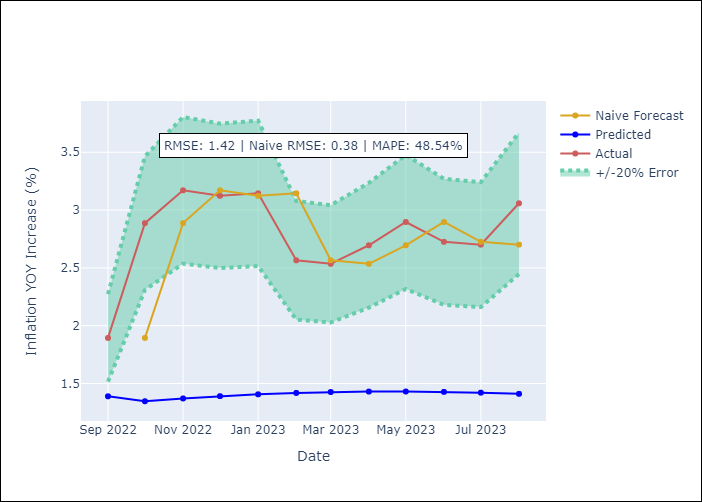 RMSE: 1.42 | Naive RMSE: 0.38 | MAPE: 48.54%
Naive Forecast
Predicted
Actual
+/-20% Error
Inflation YOY Increase (%)
3.5
3
2.5
2
1.5
Sep 2022
Nov 2022
Jan 2023
Mar 2023
May 2023
Jul 2023
Date